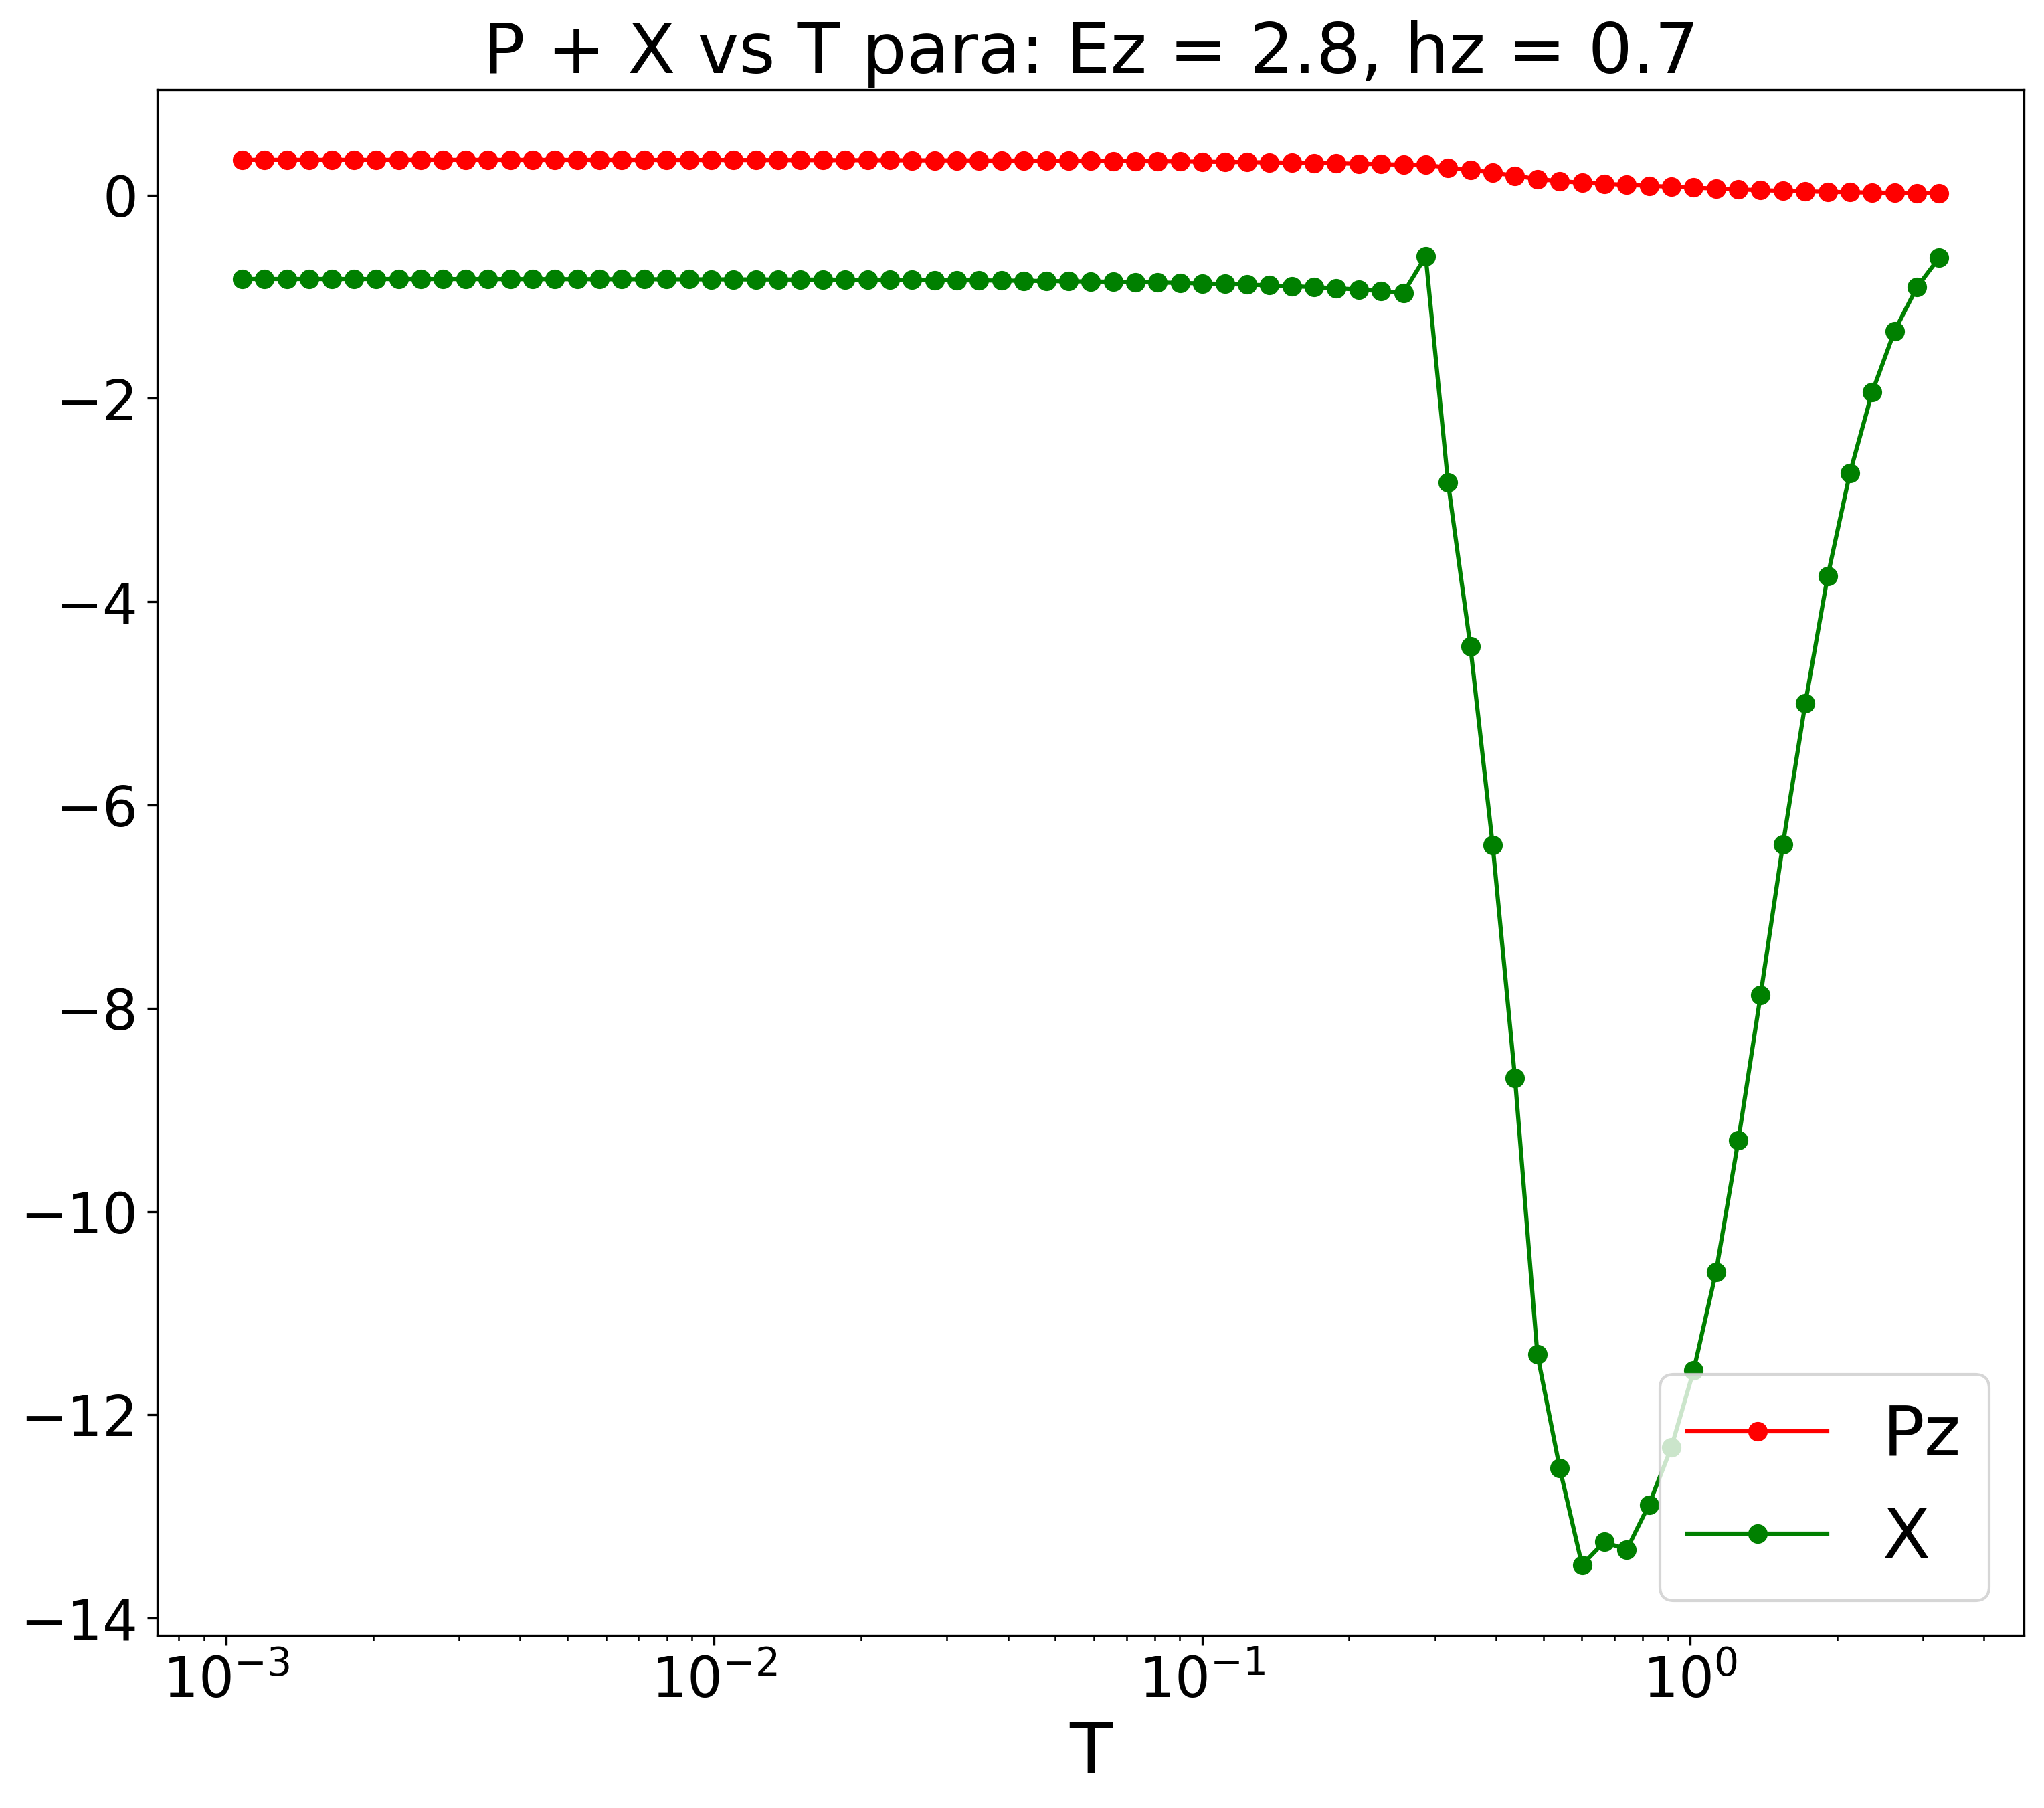 P + X vs T para: Ez = 2.8, hz = 0.7
0
−2
−4
−6
−8
−10
−12
−14
10⁻³ 10⁻² 10⁻¹ 10⁰
T
Pz
X